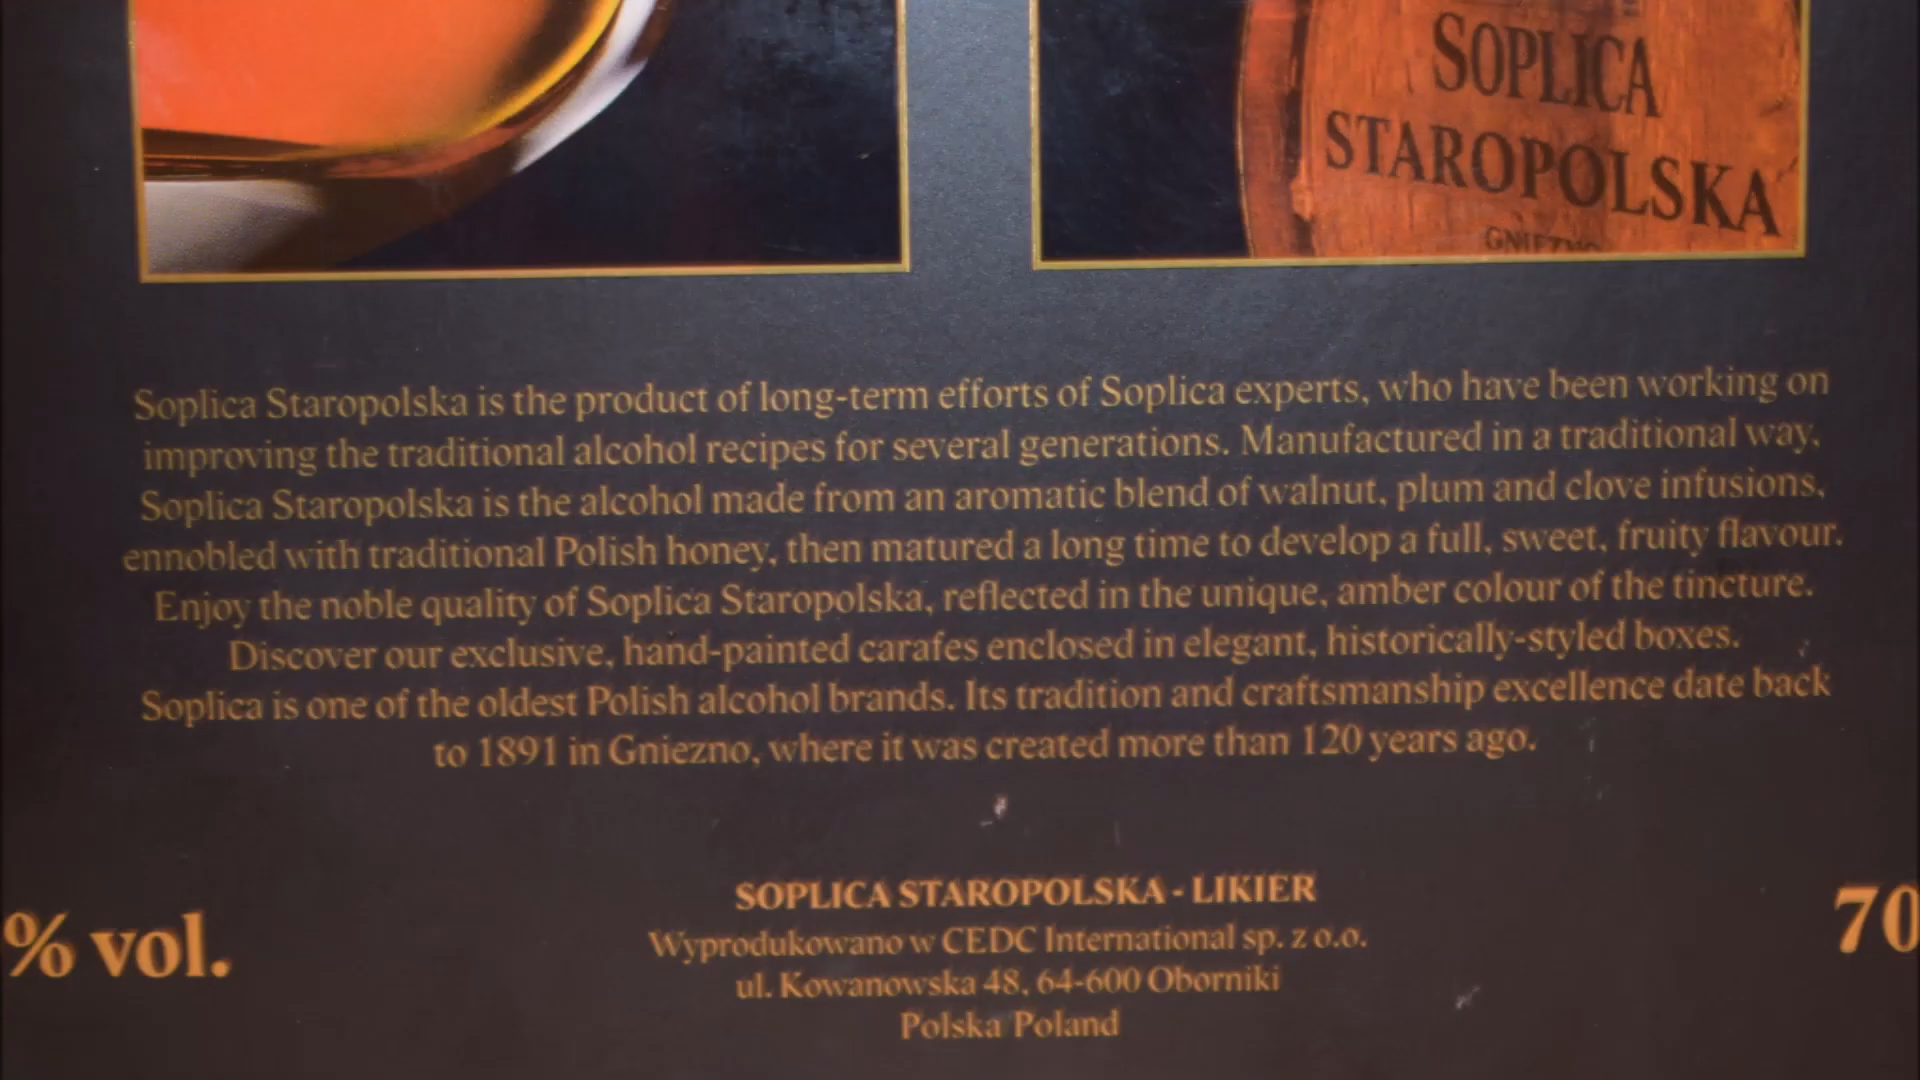 SOPLICA
STAROPOLSKA
GNIEZNO
Soplica Staropolska is the product of long-term efforts of Soplica experts, who have been working on
improving the traditional alcohol recipes for several generations. Manufactured in a traditional way,
Soplica Staropolska is the alcohol made from an aromatic blend of walnut, plum and clove infusions,
ennobled with traditional Polish honey, then matured a long time to develop a full, sweet, fruity flavour.
Enjoy the noble quality of Soplica Staropolska, reflected in the unique, amber colour of the tincture.
Discover our exclusive, hand-painted carafes enclosed in elegant, historically-styled boxes.
Soplica is one of the oldest Polish alcohol brands. Its tradition and craftsmanship excellence date back
to 1891 in Gniezno, where it was created more than 120 years ago.
SOPLICA STAROPOLSKA - LIKIER
Wyprodukowano w CEDC International sp. z o.o.
ul. Kowanowska 48, 64-600 Oborniki
Polska Poland
% vol.
70